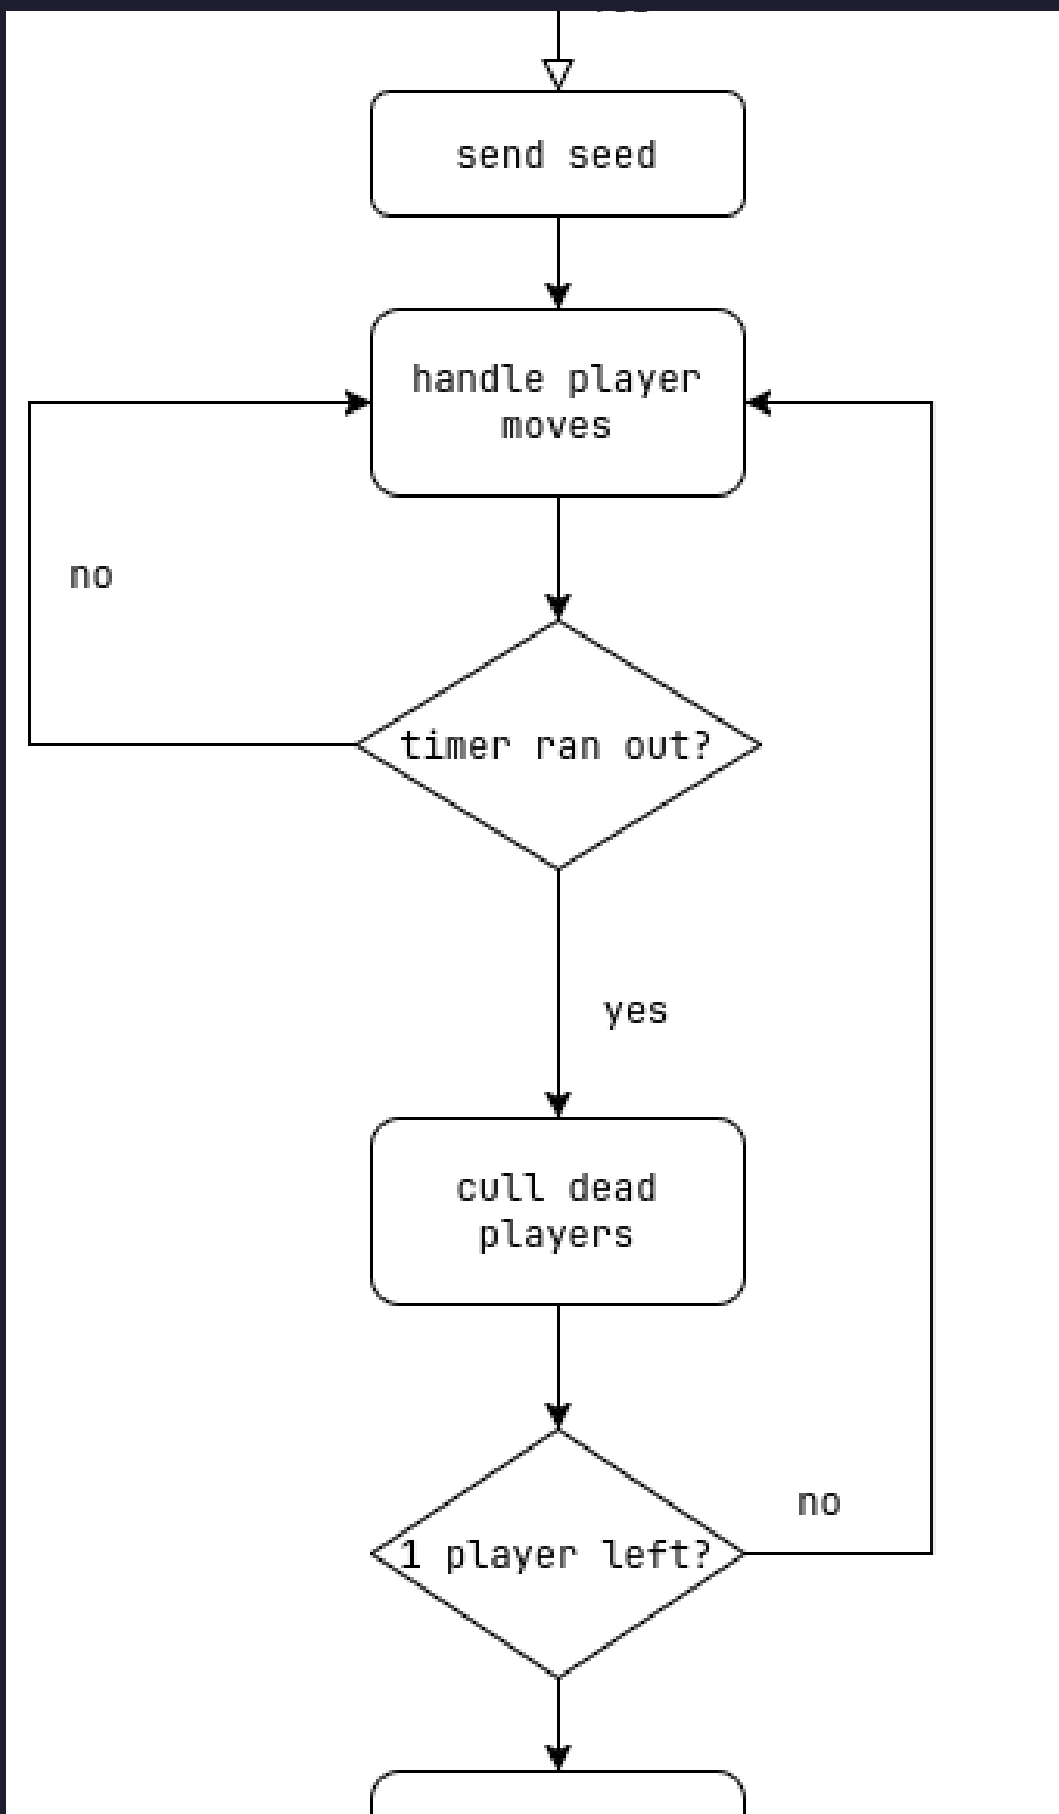 send seed
handle player
moves
no
timer ran out?
yes
cull dead
players
no
1 player left?